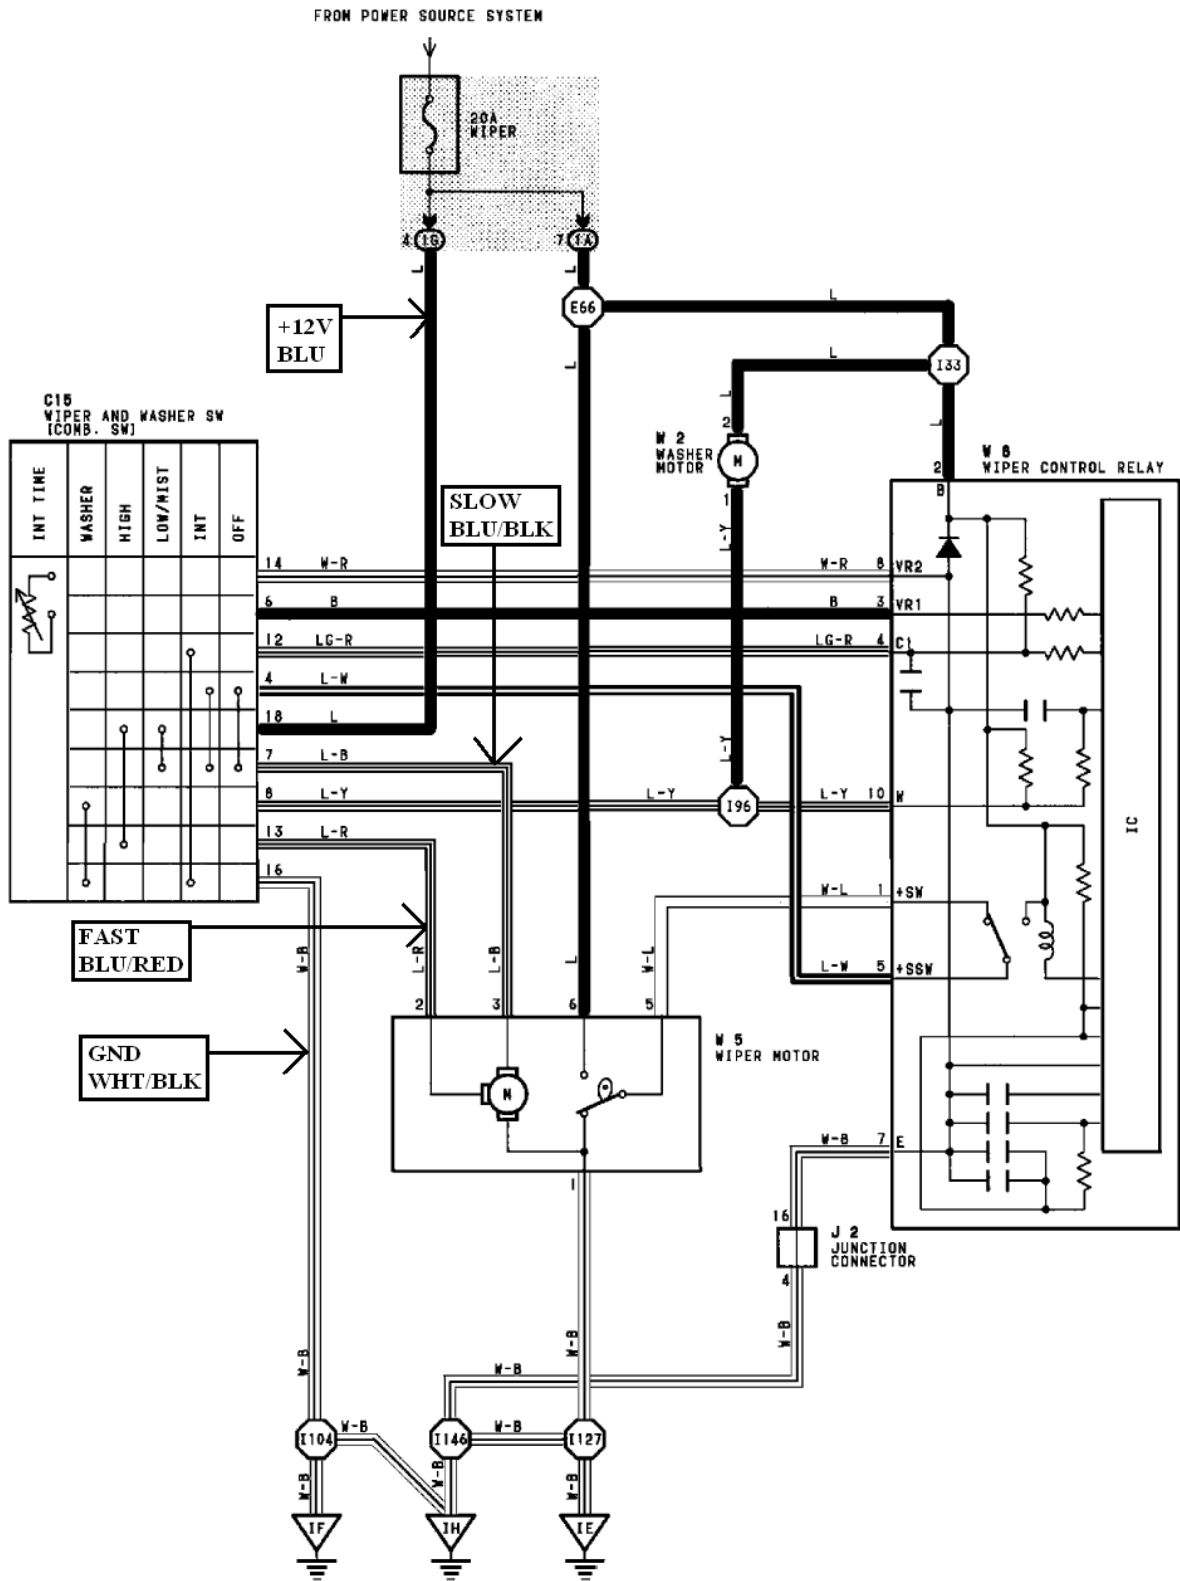 FROM POWER SOURCE SYSTEM
20A
WIPER
4 1G
7 1A
L
L
+12V
BLU
E66
L
L
L
I33
L
L
2
W 2
WASHER
MOTOR
M
1
L-Y
C15
WIPER AND WASHER SW
[COMB. SW]
INT TIME
WASHER
HIGH
LOW/MIST
INT
OFF
SLOW
BLU/BLK
W 6
WIPER CONTROL RELAY
2
B
14 W-R W-R 8 VR2
6 B B 3 VR1
12 LG-R LG-R 4 C1
4 L-W
18 L
7 L-B
L-Y
8 L-Y L-Y I96 L-Y 10 W
13 L-R
16
IC
W-L 1 +SW
L-W 5 +SSW
FAST
BLU/RED
W-B
L-R
L-B
L
W-L
2 3 6 5
GND
WHT/BLK
W 5
WIPER MOTOR
M
1
W-B 7 E
16
J 2
JUNCTION
CONNECTOR
4
W-B
W-B
W-B
W-B
I104 W-B I146 W-B I127
W-B
W-B
W-B
IF
IH
IE